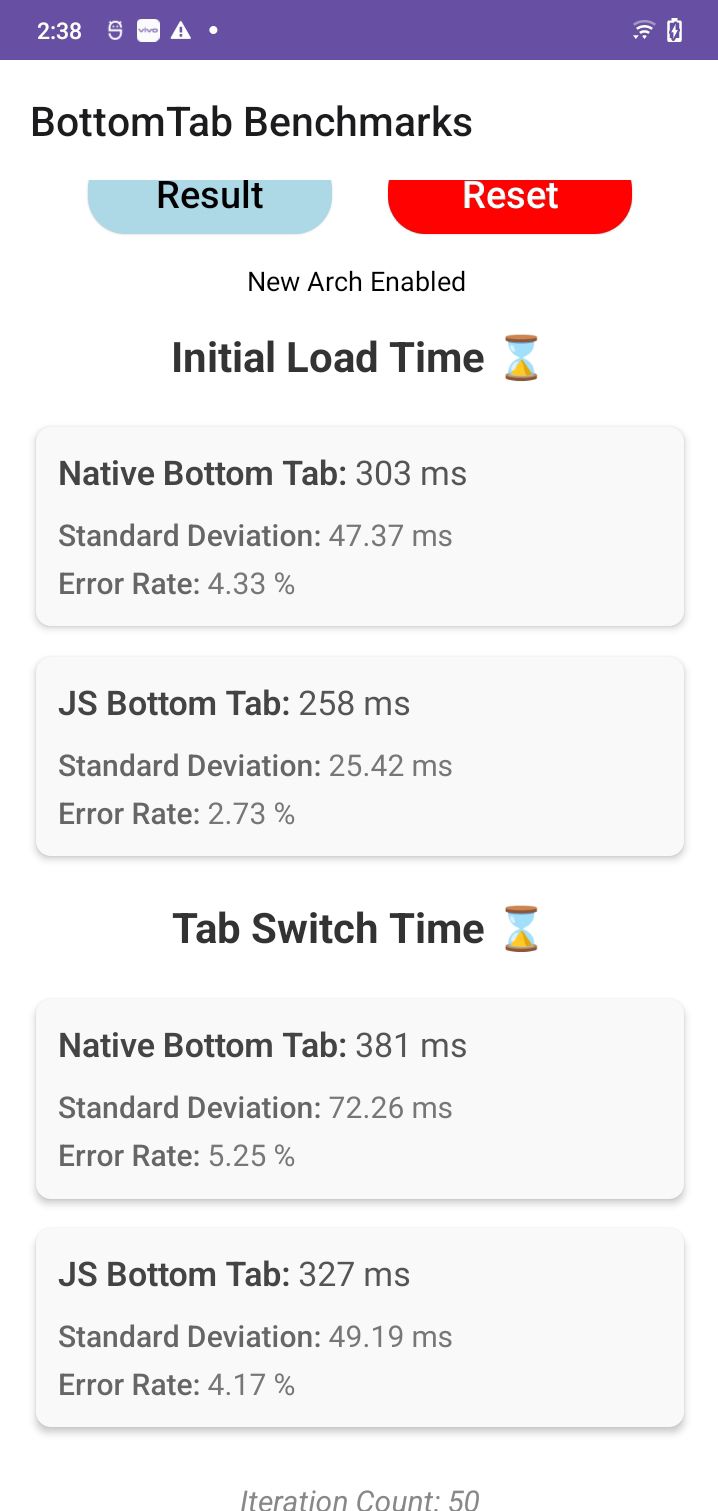 2:38 vivo
BottomTab Benchmarks
Result Reset
New Arch Enabled
Initial Load Time ⌛
Native Bottom Tab: 303 ms
Standard Deviation: 47.37 ms
Error Rate: 4.33 %
JS Bottom Tab: 258 ms
Standard Deviation: 25.42 ms
Error Rate: 2.73 %
Tab Switch Time ⌛
Native Bottom Tab: 381 ms
Standard Deviation: 72.26 ms
Error Rate: 5.25 %
JS Bottom Tab: 327 ms
Standard Deviation: 49.19 ms
Error Rate: 4.17 %
Iteration Count: 50